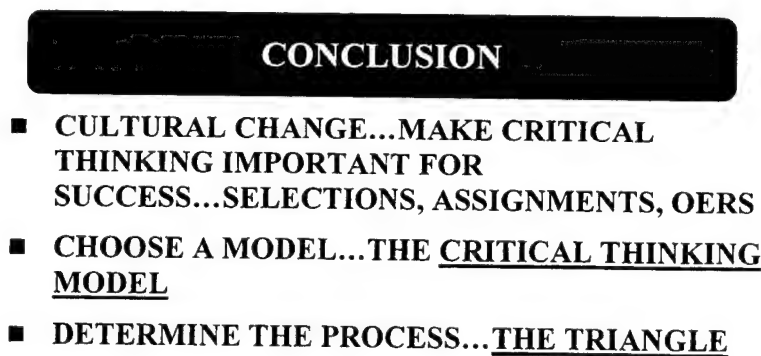 CONCLUSION
■ CULTURAL CHANGE...MAKE CRITICAL
THINKING IMPORTANT FOR
SUCCESS...SELECTIONS, ASSIGNMENTS, OERS
■ CHOOSE A MODEL...THE CRITICAL THINKING
MODEL
■ DETERMINE THE PROCESS...THE TRIANGLE